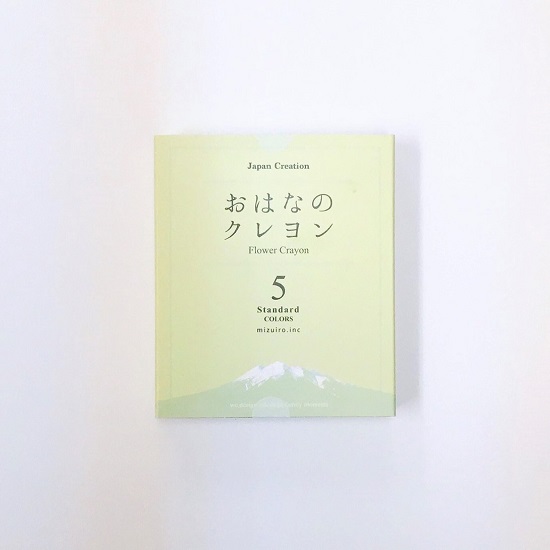 Japan Creation
おはなの
クレヨン
Flower Crayon
5
Standard
COLORS
mizuiro.inc